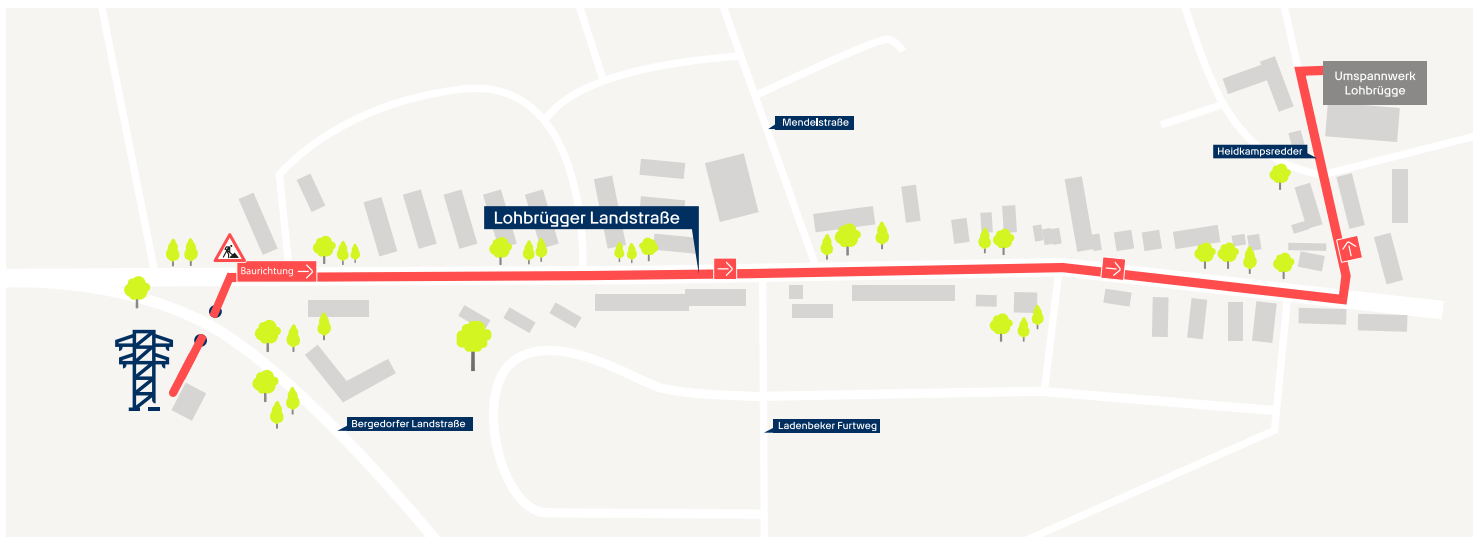 Umspannwerk
Lohbrügge
Mendelstraße
Heidkampsredder
Lohbrügger Landstraße
Baurichtung
Bergedorfer Landstraße
Ladenbeker Furtweg